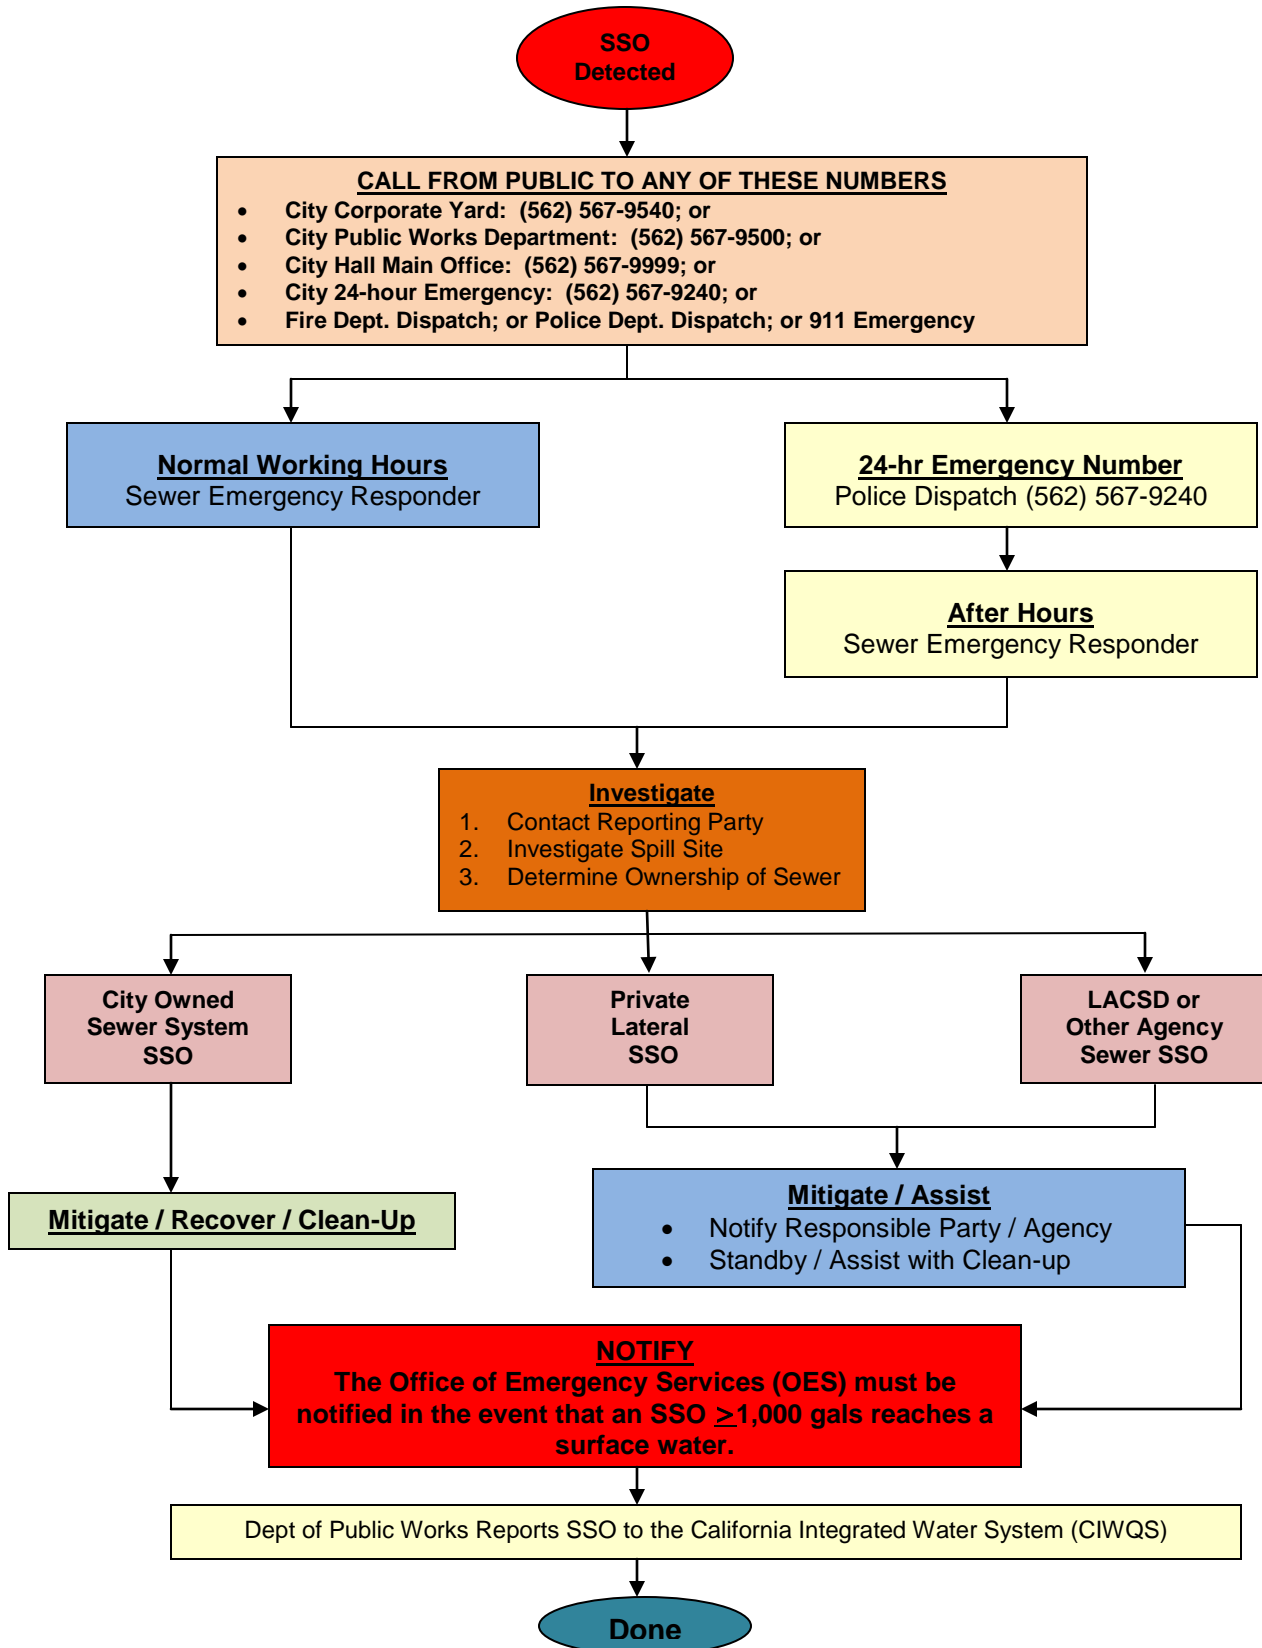 SSO
Detected
CALL FROM PUBLIC TO ANY OF THESE NUMBERS
• City Corporate Yard: (562) 567-9540; or
• City Public Works Department: (562) 567-9500; or
• City Hall Main Office: (562) 567-9999; or
• City 24-hour Emergency: (562) 567-9240; or
• Fire Dept. Dispatch; or Police Dept. Dispatch; or 911 Emergency
Normal Working Hours
Sewer Emergency Responder
24-hr Emergency Number
Police Dispatch (562) 567-9240
After Hours
Sewer Emergency Responder
Investigate
1. Contact Reporting Party
2. Investigate Spill Site
3. Determine Ownership of Sewer
City Owned
Sewer System
SSO
Private
Lateral
SSO
LACSD or
Other Agency
Sewer SSO
Mitigate / Recover / Clean-Up
Mitigate / Assist
• Notify Responsible Party / Agency
• Standby / Assist with Clean-up
NOTIFY
The Office of Emergency Services (OES) must be
notified in the event that an SSO ≥1,000 gals reaches a
surface water.
Dept of Public Works Reports SSO to the California Integrated Water System (CIWQS)
Done